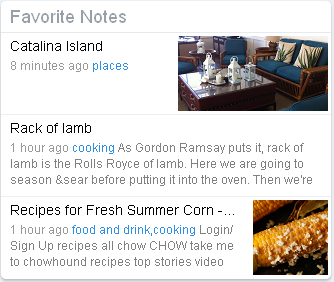 Favorite Notes
Catalina Island
8 minutes ago places
Rack of lamb
1 hour ago cooking As Gordon Ramsay puts it, rack of
lamb is the Rolls Royce of lamb. Here we are going to
season &sear before putting it into the oven. Then we're
Recipes for Fresh Summer Corn -...
1 hour ago food and drink,cooking Login/
Sign Up recipes all chow CHOW take me
to chowhound recipes top stories video